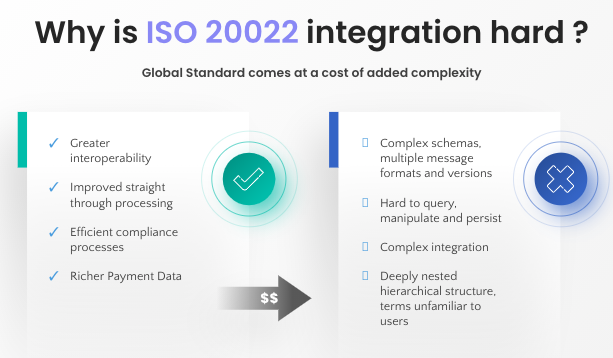 Why is ISO 20022 integration hard ?
Global Standard comes at a cost of added complexity
Greater
interoperability
Improved straight
through processing
Efficient compliance
processes
Richer Payment Data
$$
Complex schemas,
multiple message
formats and versions
Hard to query,
manipulate and persist
Complex integration
Deeply nested
hierarchical structure,
terms unfamiliar to
users